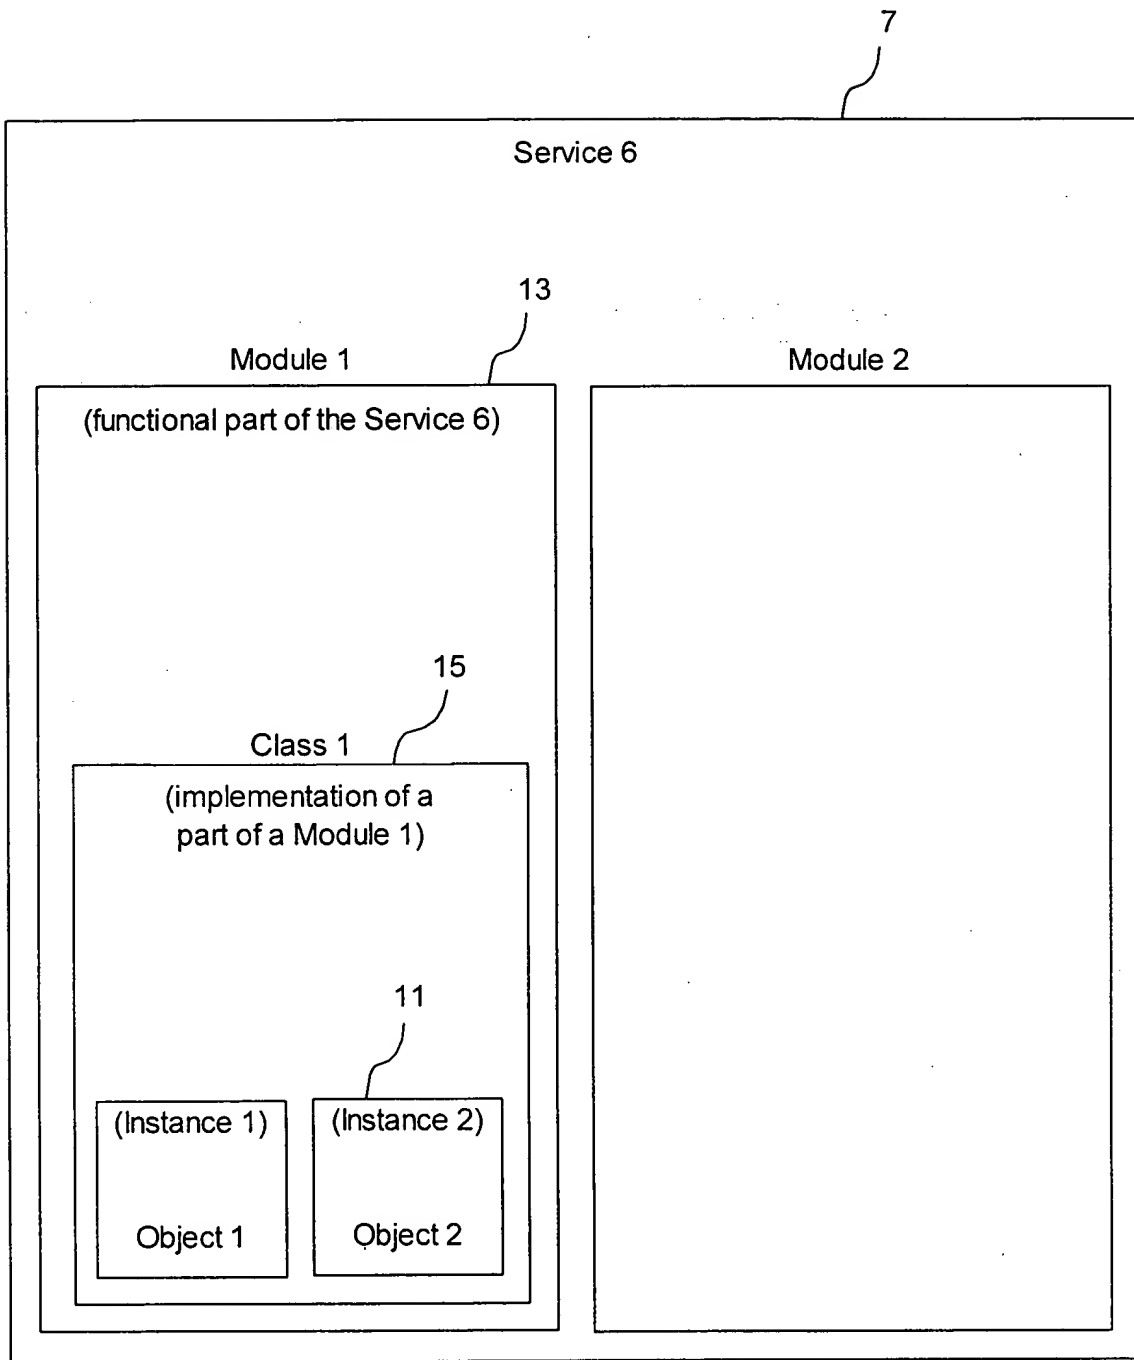 7
Service 6
13
Module 1
Module 2
(functional part of the Service 6)
15
Class 1
(implementation of a
part of a Module 1)
11
(Instance 1)
(Instance 2)
Object 1
Object 2